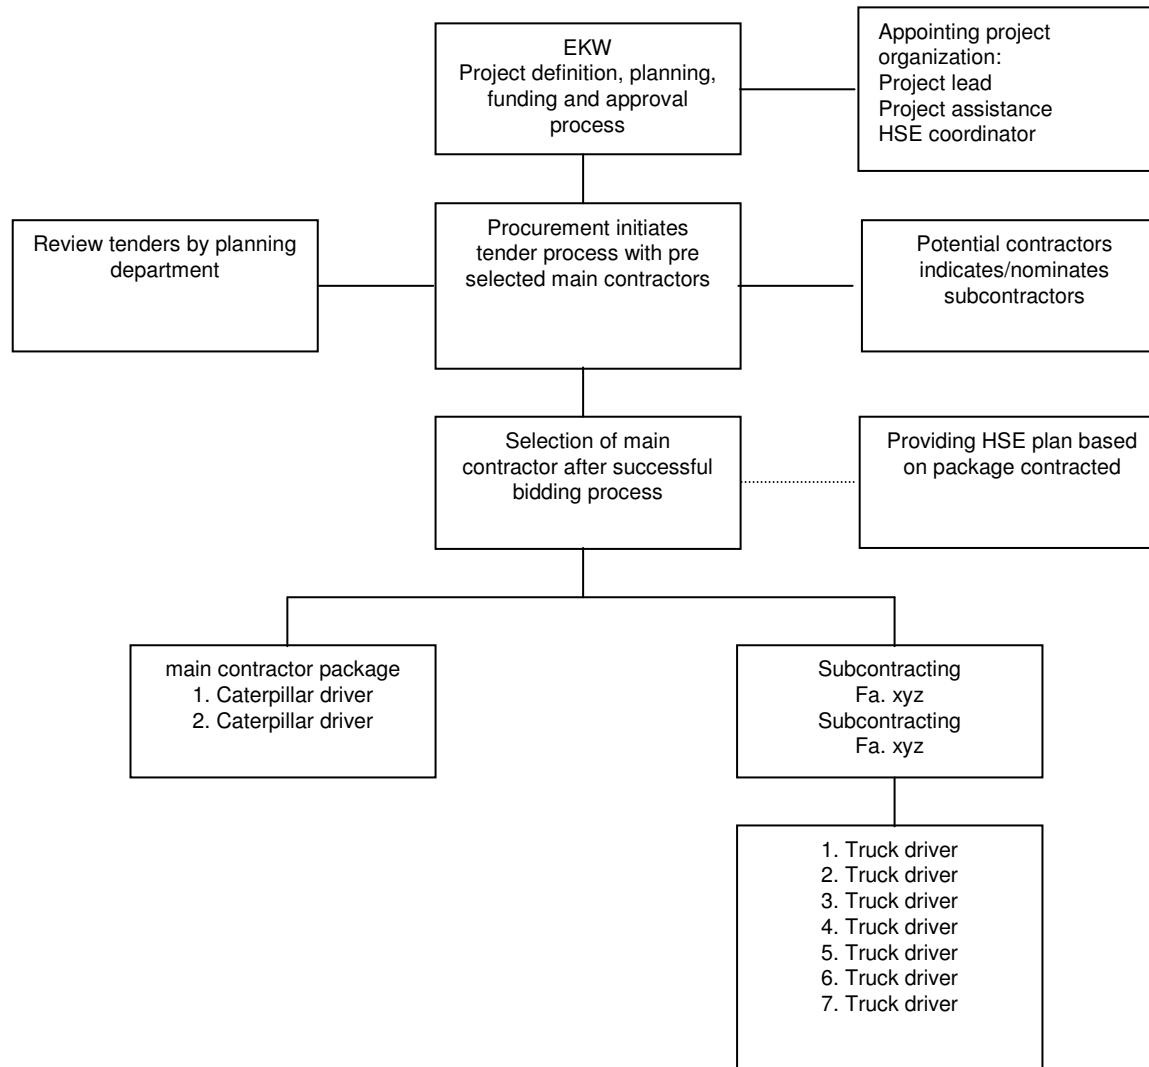 EKW
Project definition, planning,
funding and approval
process
Appointing project
organization:
Project lead
Project assistance
HSE coordinator
Review tenders by planning
department
Procurement initiates
tender process with pre
selected main contractors
Potential contractors
indicates/nominates
subcontractors
Selection of main
contractor after successful
bidding process
Providing HSE plan based
on package contracted
main contractor package
1. Caterpillar driver
2. Caterpillar driver
Subcontracting
Fa. xyz
Subcontracting
Fa. xyz
1. Truck driver
2. Truck driver
3. Truck driver
4. Truck driver
5. Truck driver
6. Truck driver
7. Truck driver